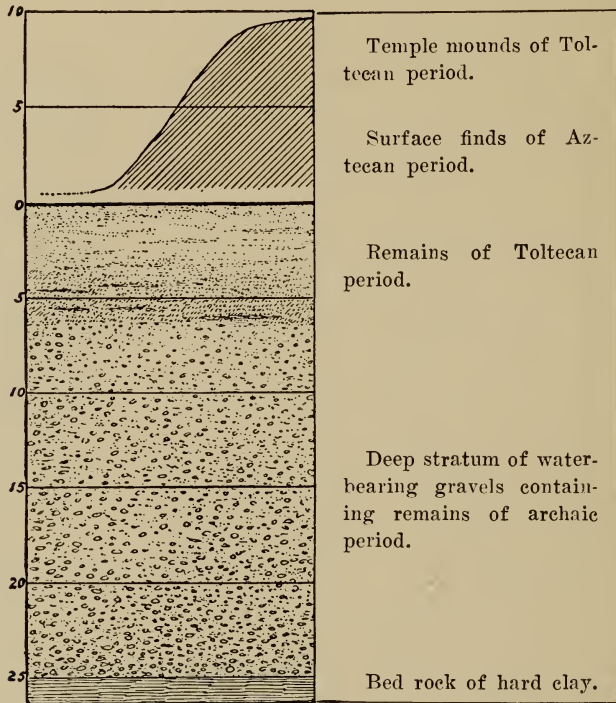 10
Temple mounds of Tol-
tecan period.
5
Surface finds of Az-
tecan period.
0
Remains of Toltecan
period.
5
10
Deep stratum of water-
bearing gravels contain-
ing remains of archaic
period.
15
20
25
Bed rock of hard clay.